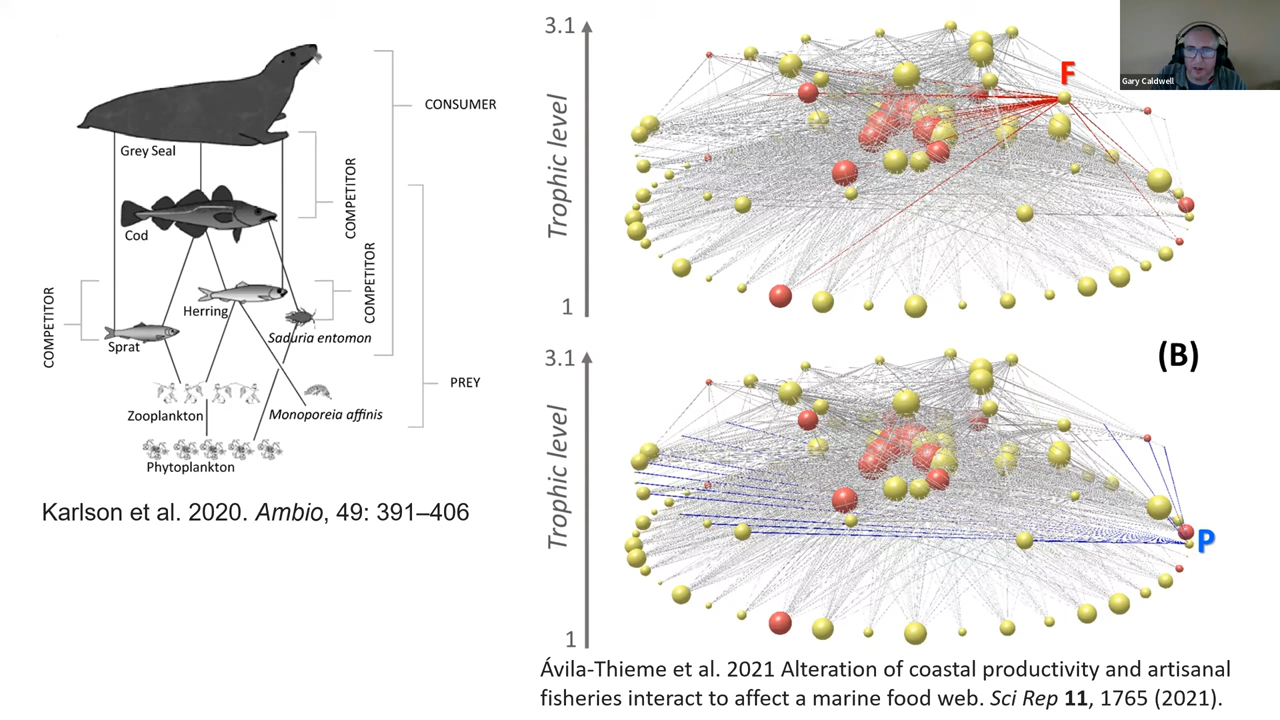 CONSUMER
Grey Seal
COMPETITOR
Cod
COMPETITOR
Herring
COMPETITOR
Saduria entomon
Sprat
PREY
Zooplankton
Monoporeia affinis
Phytoplankton
Karlson et al. 2020. Ambio, 49: 391–406
3.1
Trophic level
1
F
Gary Caldwell
(B)
3.1
Trophic level
1
P
Ávila-Thieme et al. 2021 Alteration of coastal productivity and artisanal
fisheries interact to affect a marine food web. Sci Rep 11, 1765 (2021).